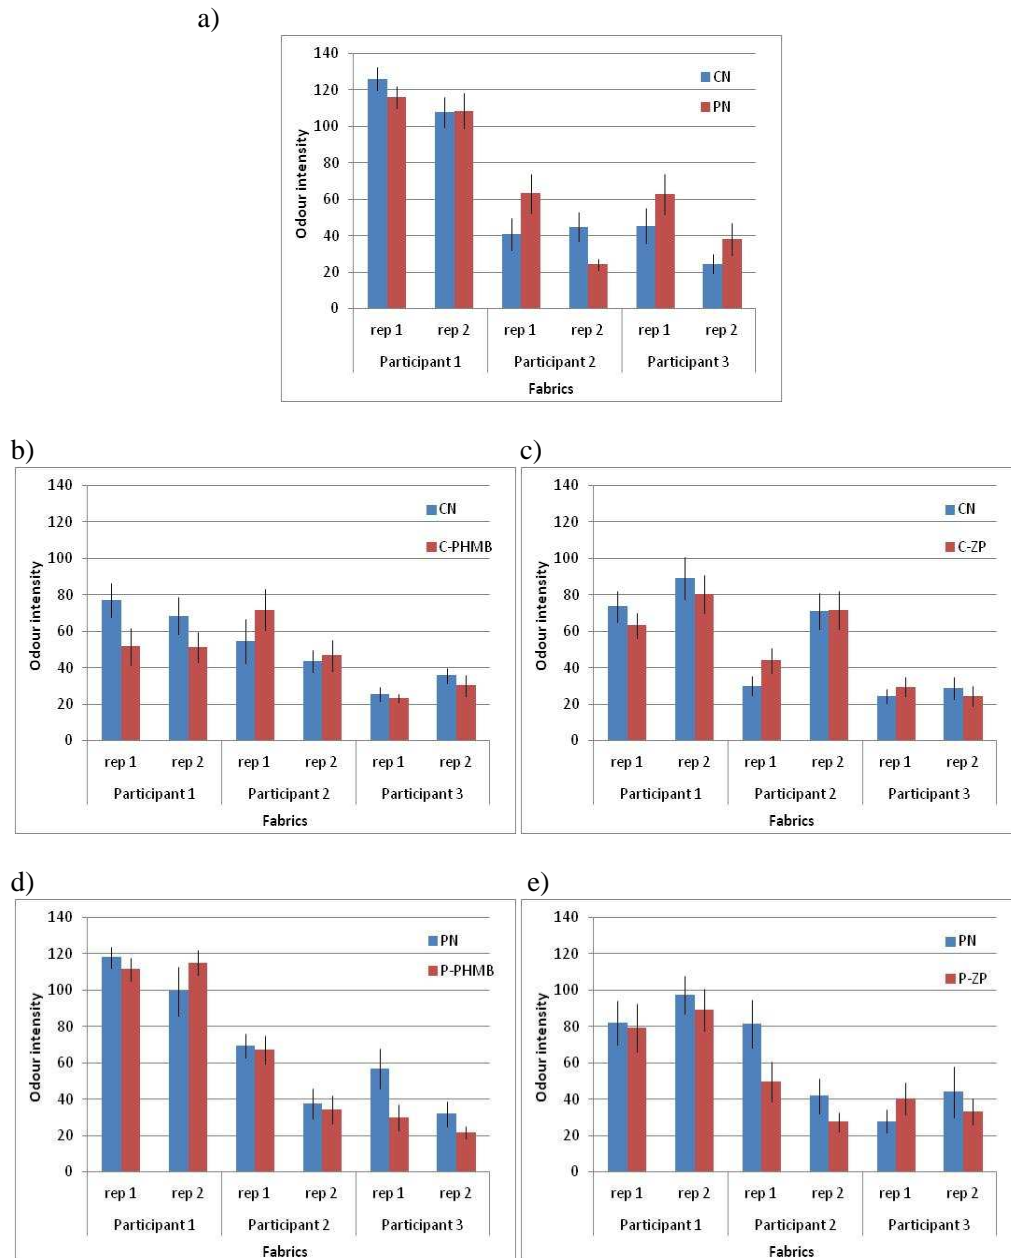 a)
140
120
100
80
60
40
20
0
Odour intensity
CN
PN
rep 1 rep 2 rep 1 rep 2 rep 1 rep 2
Participant 1 Participant 2 Participant 3
Fabrics
b)
140
120
100
80
60
40
20
0
Odour intensity
CN
C-PHMB
rep 1 rep 2 rep 1 rep 2 rep 1 rep 2
Participant 1 Participant 2 Participant 3
Fabrics
c)
140
120
100
80
60
40
20
0
Odour intensity
CN
C-ZP
rep 1 rep 2 rep 1 rep 2 rep 1 rep 2
Participant 1 Participant 2 Participant 3
Fabrics
d)
140
120
100
80
60
40
20
0
Odour intensity
PN
P-PHMB
rep 1 rep 2 rep 1 rep 2 rep 1 rep 2
Participant 1 Participant 2 Participant 3
Fabrics
e)
140
120
100
80
60
40
20
0
Odour intensity
PN
P-ZP
rep 1 rep 2 rep 1 rep 2 rep 1 rep 2
Participant 1 Participant 2 Participant 3
Fabrics